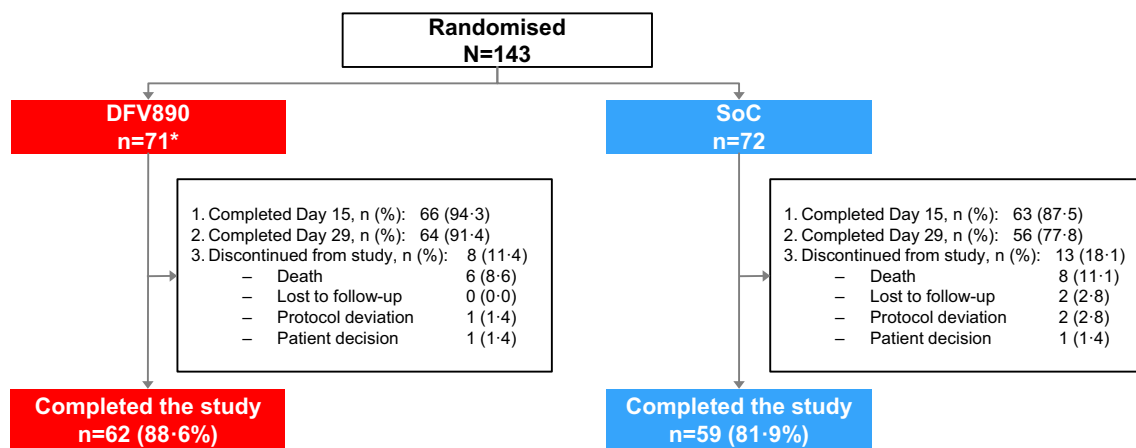 Randomised
N=143
DFV890
n=71*
SoC
n=72
1. Completed Day 15, n (%): 66 (94·3)
2. Completed Day 29, n (%): 64 (91·4)
3. Discontinued from study, n (%): 8 (11·4)
– Death 6 (8·6)
– Lost to follow-up 0 (0·0)
– Protocol deviation 1 (1·4)
– Patient decision 1 (1·4)
1. Completed Day 15, n (%): 63 (87·5)
2. Completed Day 29, n (%): 56 (77·8)
3. Discontinued from study, n (%): 13 (18·1)
– Death 8 (11·1)
– Lost to follow-up 2 (2·8)
– Protocol deviation 2 (2·8)
– Patient decision 1 (1·4)
Completed the study
n=62 (88·6%)
Completed the study
n=59 (81·9%)